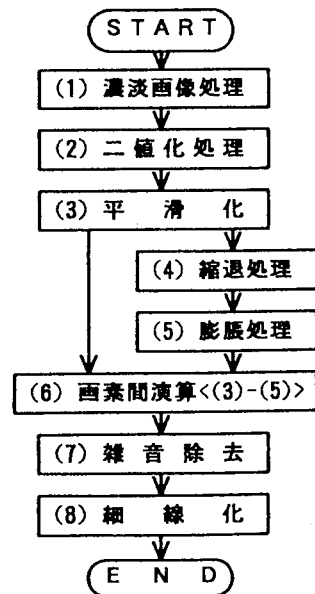 START
(1) 濃淡画像処理
(2) 二値化処理
(3) 平滑化
(4) 縮退処理
(5) 膨脹処理
(6) 画素間演算<(3)-(5)>
(7) 雑音除去
(8) 細線化
END